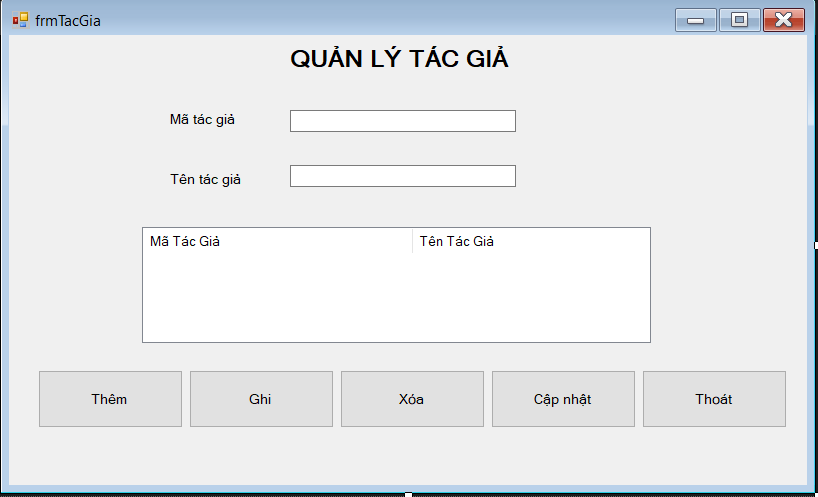 frmTacGia
QUẢN LÝ TÁC GIẢ
Mã tác giả
Tên tác giả
Mã Tác Giả Tên Tác Giả
Thêm Ghi Xóa Cập nhật Thoát